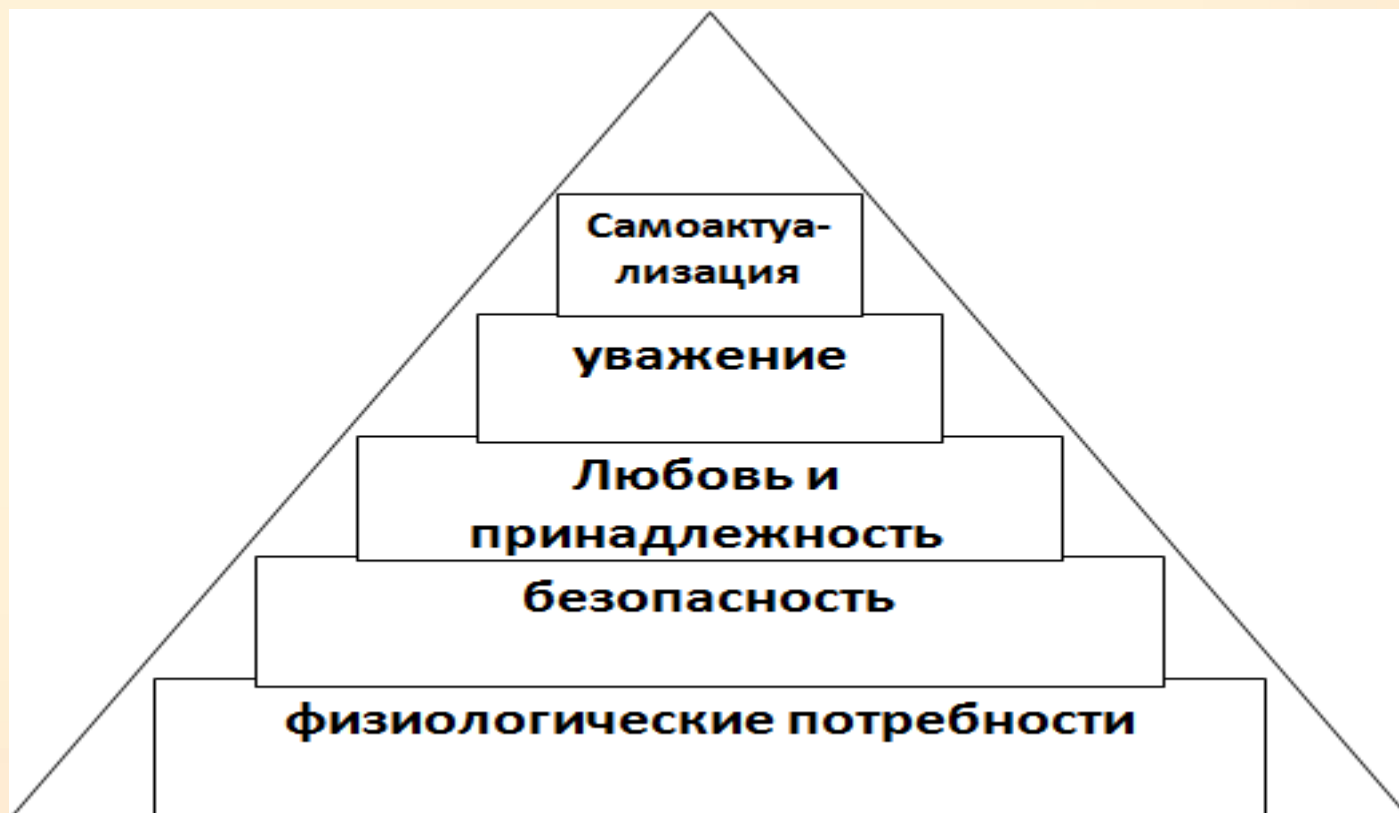 Самоактуа-
лизация
уважение
Любовь и
принадлежность
безопасность
физиологические потребности